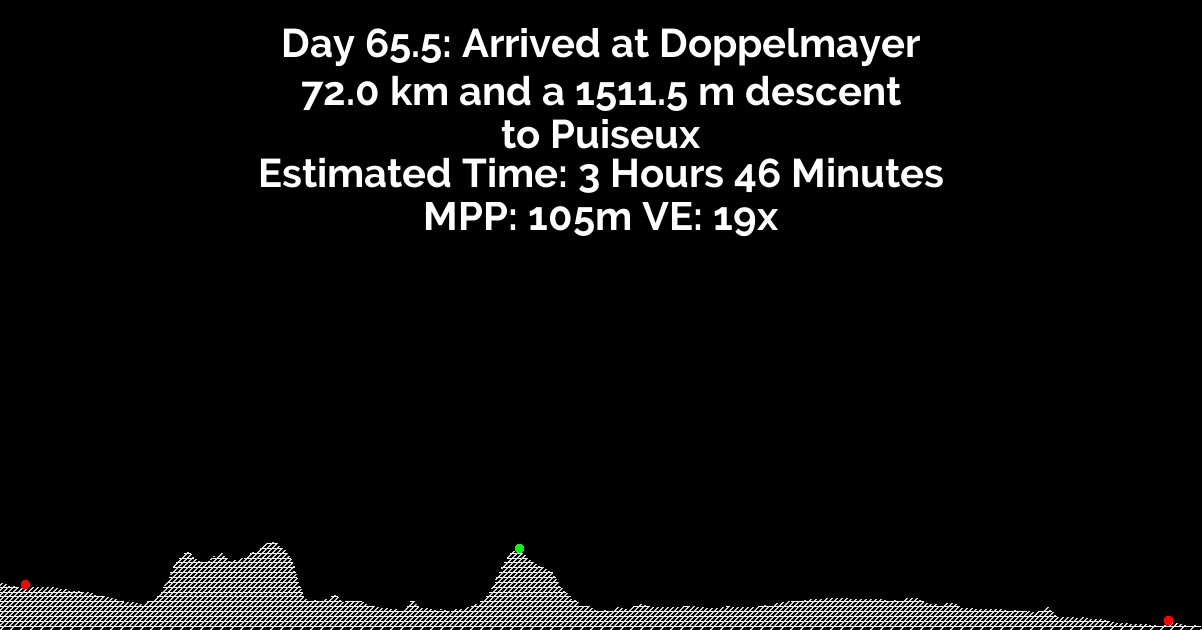 Day 65.5: Arrived at Doppelmayer
72.0 km and a 1511.5 m descent
to Puiseux
Estimated Time: 3 Hours 46 Minutes
MPP: 105m VE: 19x